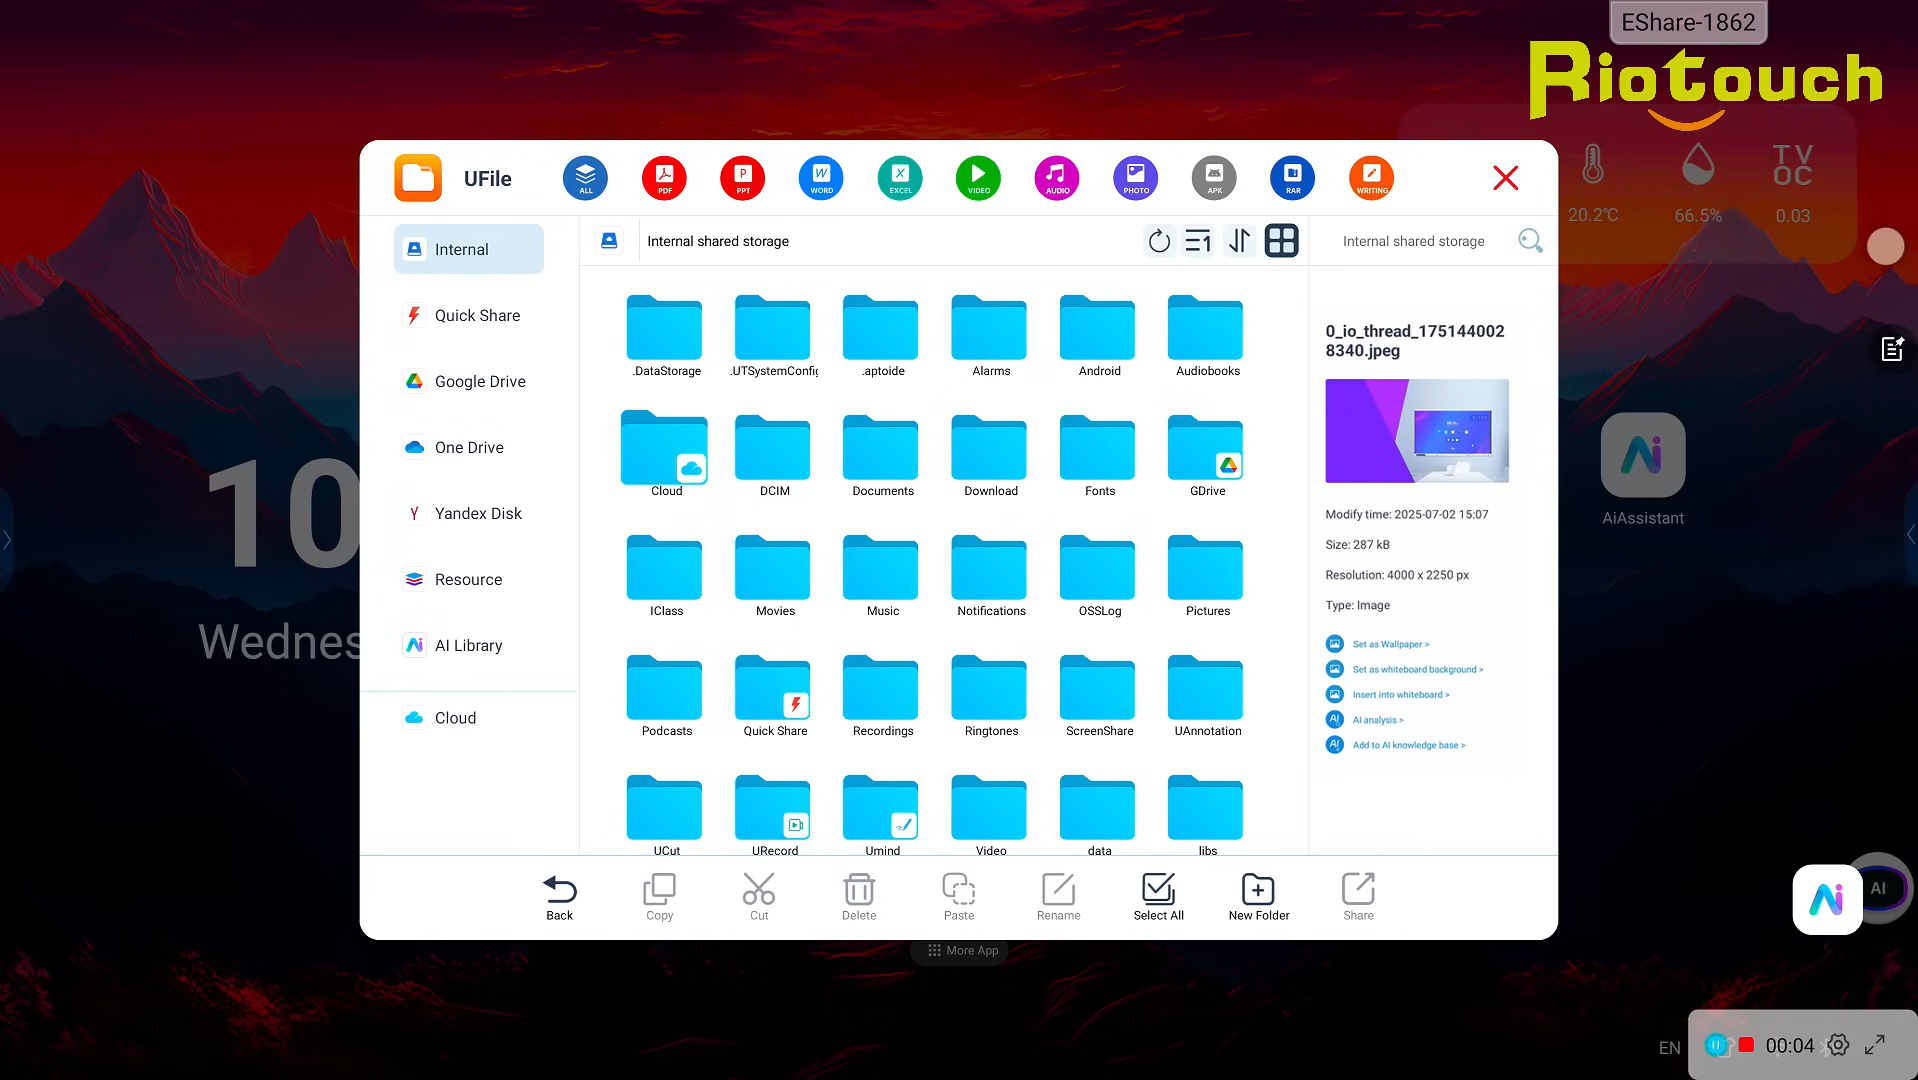 EShare-1862
Riotouch
UFile
ALL
PDF
P
PPT
W
WORD
X
EXCEL
VIDEO
AUDIO
PHOTO
APK
RAR
WRITING
TV
OC
20.2℃
66.5%
0.03
Internal
Internal shared storage
Internal shared storage
Quick Share
Google Drive
One Drive
Yandex Disk
Resource
AI Library
Cloud
.DataStorage
.UTSystemConfig
.aptoide
Alarms
Android
Audiobooks
Cloud
DCIM
Documents
Download
Fonts
GDrive
IClass
Movies
Music
Notifications
OSSLog
Pictures
Podcasts
Quick Share
Recordings
Ringtones
ScreenShare
UAnnotation
UCut
URecord
Umind
Video
data
libs
0_io_thread_175144002
8340.jpeg
Modify time: 2025-07-02 15:07
Size: 287 kB
Resolution: 4000 x 2250 px
Type: Image
Set as Wallpaper >
Set as whiteboard background >
Insert into whiteboard >
AI analysis >
Add to AI knowledge base >
10
Wednes
AiAssistant
AI
Back
Copy
Cut
Delete
Paste
Rename
Select All
New Folder
Share
More App
EN
00:04